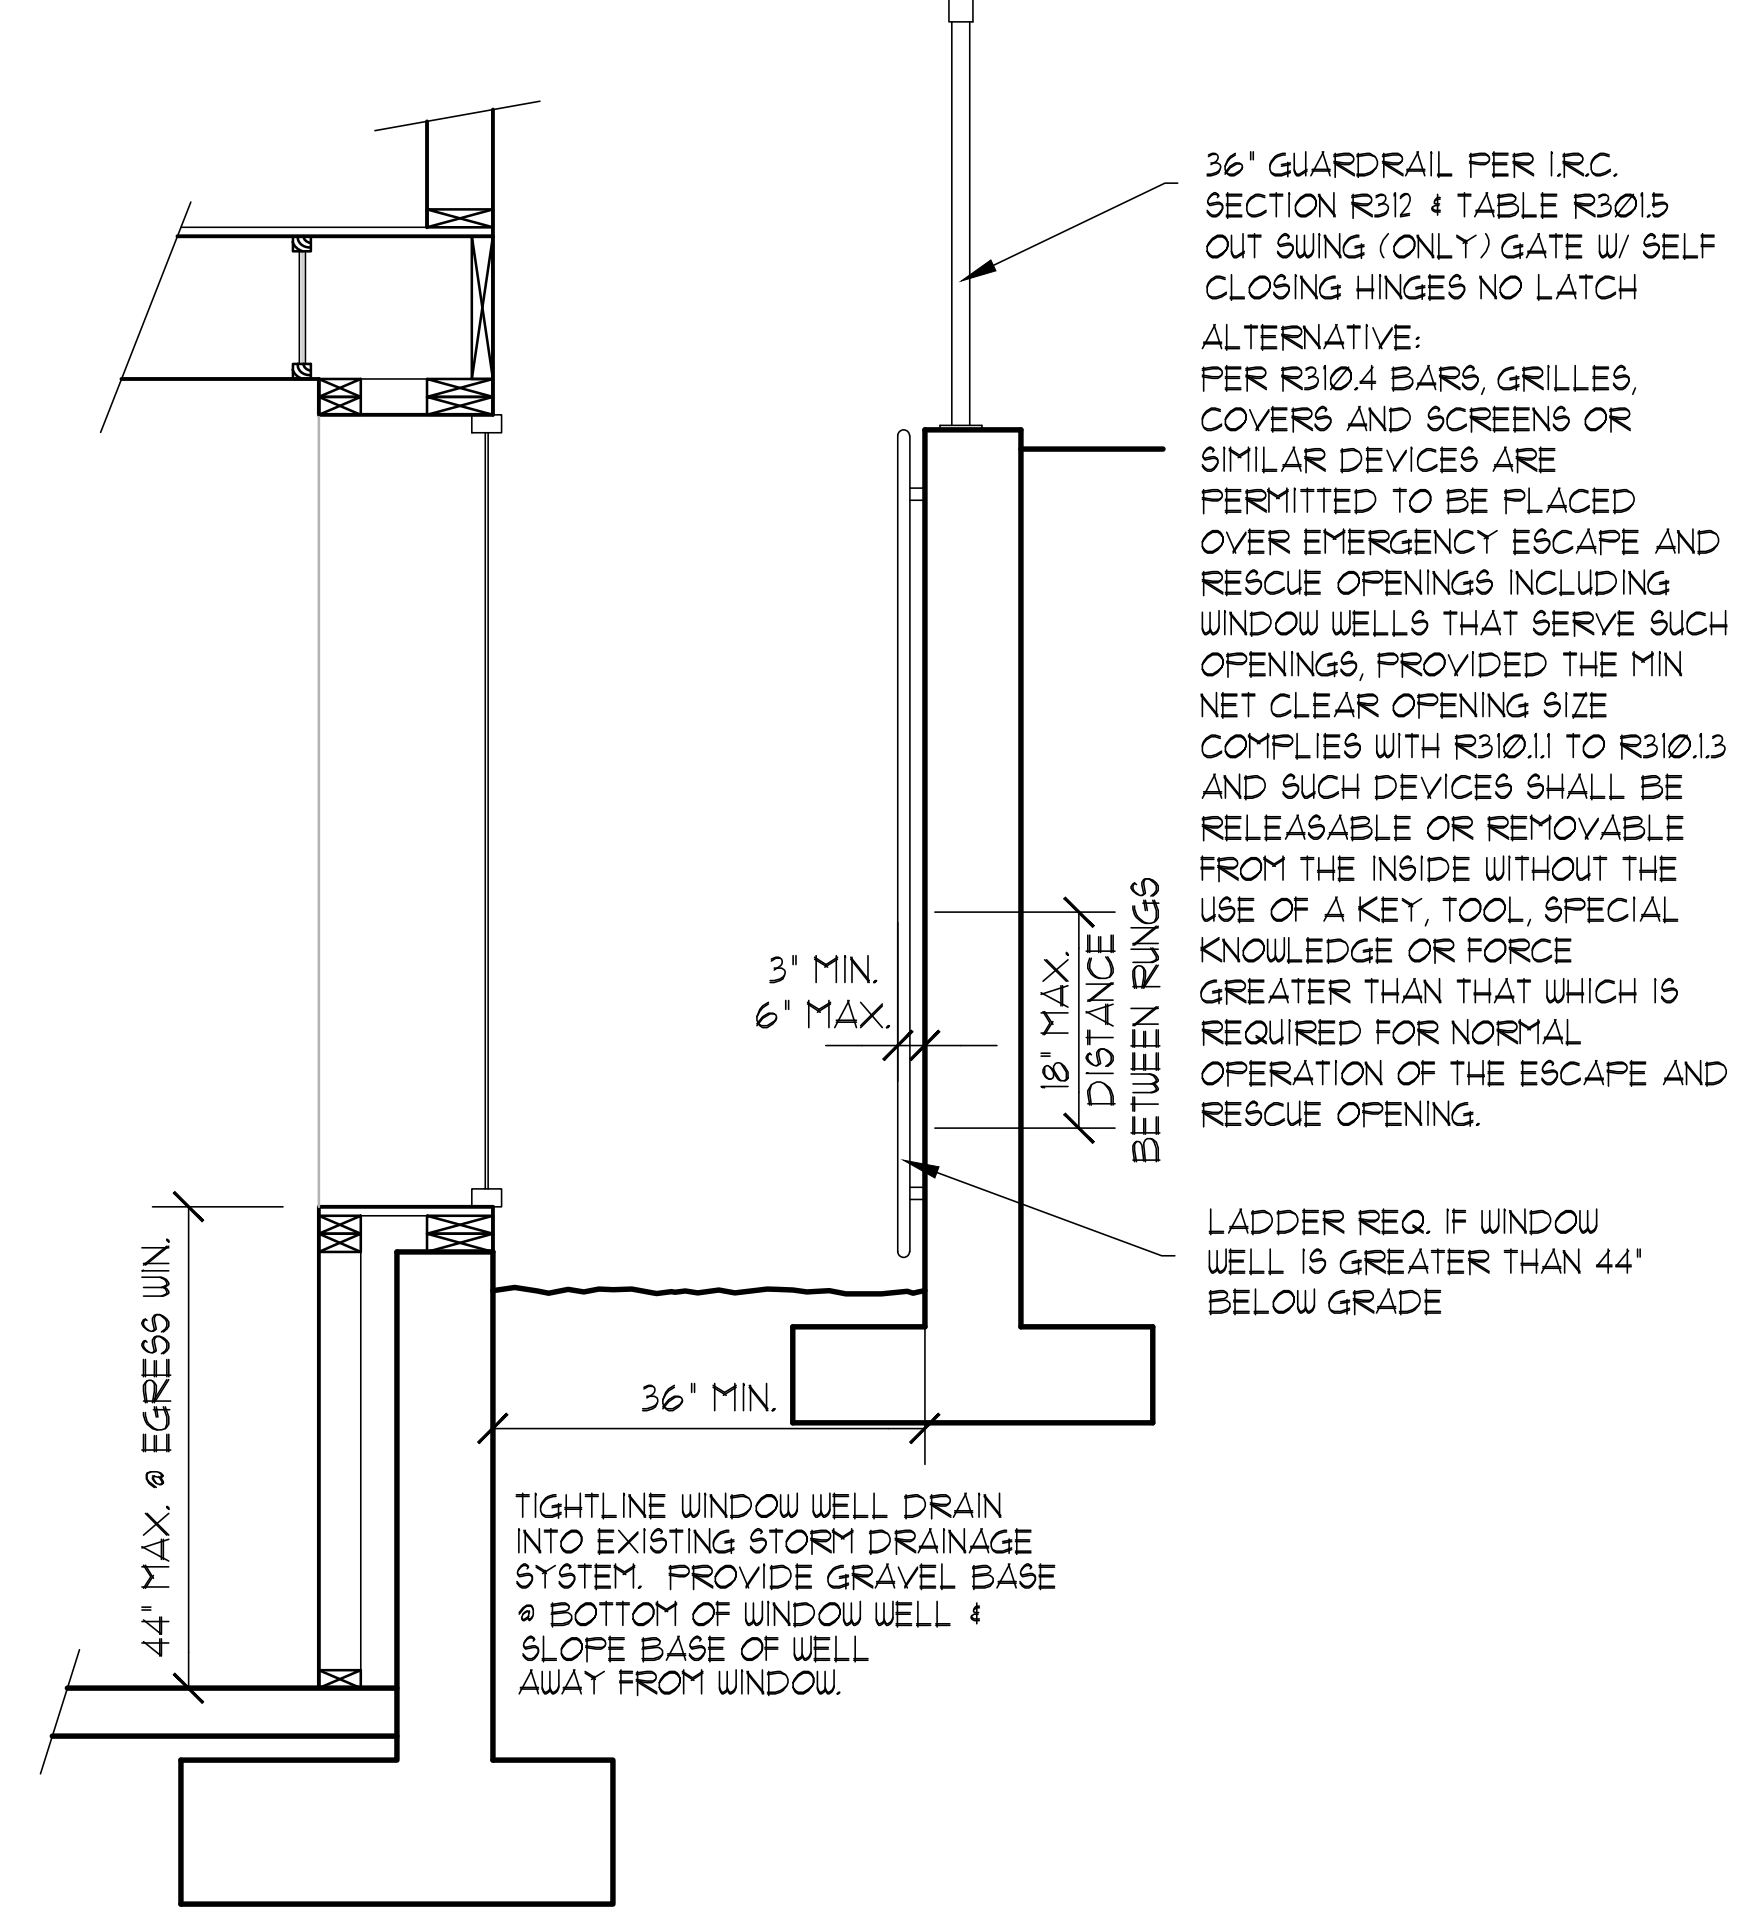 36" GUARDRAIL PER I.R.C.
SECTION R312 & TABLE R301.5
OUT SWING (ONLY) GATE W/ SELF
CLOSING HINGES NO LATCH
ALTERNATIVE:
PER R310.4 BARS, GRILLES,
COVERS AND SCREENS OR
SIMILAR DEVICES ARE
PERMITTED TO BE PLACED
OVER EMERGENCY ESCAPE AND
RESCUE OPENINGS INCLUDING
WINDOW WELLS THAT SERVE SUCH
OPENINGS, PROVIDED THE MIN
NET CLEAR OPENING SIZE
COMPLIES WITH R310.1.1 TO R310.1.3
AND SUCH DEVICES SHALL BE
RELEASABLE OR REMOVABLE
FROM THE INSIDE WITHOUT THE
USE OF A KEY, TOOL, SPECIAL
KNOWLEDGE OR FORCE
GREATER THAN THAT WHICH IS
REQUIRED FOR NORMAL
OPERATION OF THE ESCAPE AND
RESCUE OPENING.
3" MIN.
6" MAX.
18" MAX.
DISTANCE
BETWEEN RUNGS
LADDER REQ. IF WINDOW
WELL IS GREATER THAN 44"
BELOW GRADE
44" MAX. @ EGRESS WIN.
36" MIN.
TIGHTLINE WINDOW WELL DRAIN
INTO EXISTING STORM DRAINAGE
SYSTEM. PROVIDE GRAVEL BASE
@ BOTTOM OF WINDOW WELL &
SLOPE BASE OF WELL
AWAY FROM WINDOW.